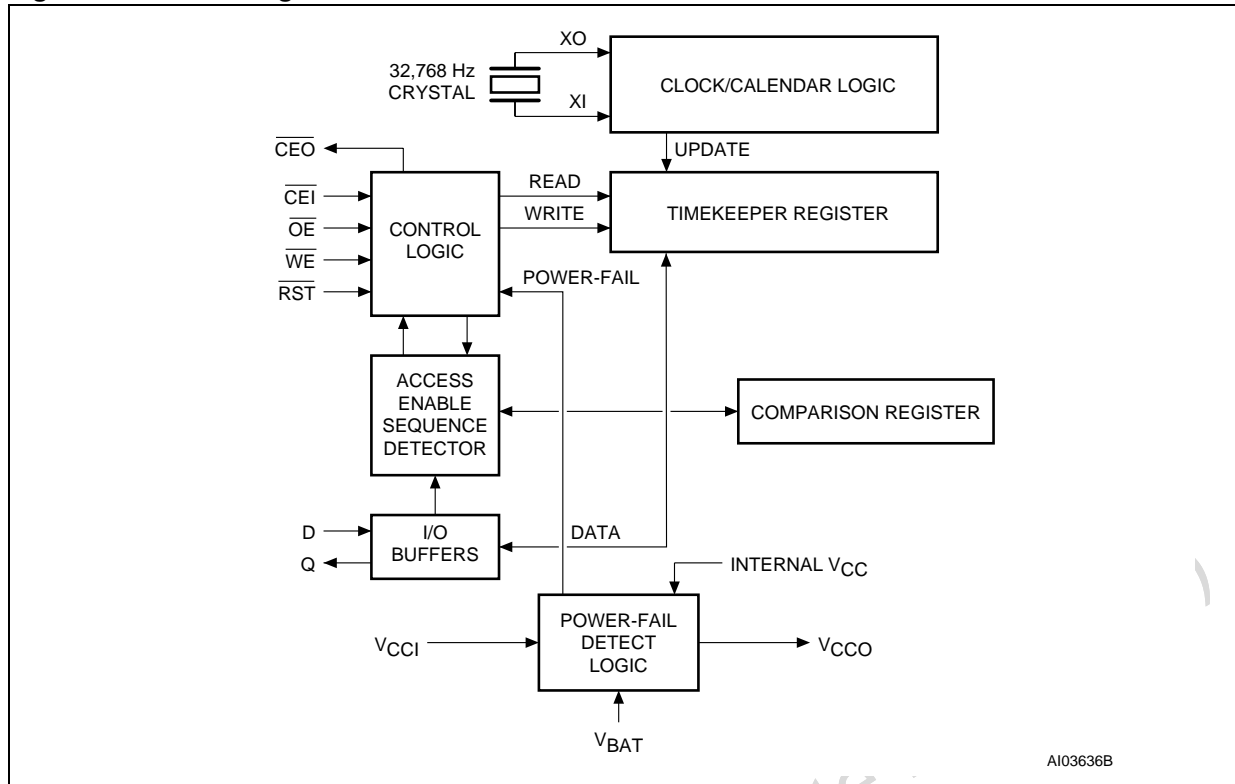 XO
32,768 Hz
CRYSTAL
CLOCK/CALENDAR LOGIC
XI
CEO
UPDATE
CEI
READ
OE
CONTROL
LOGIC
WRITE
TIMEKEEPER REGISTER
WE
RST
POWER-FAIL
ACCESS
ENABLE
SEQUENCE
DETECTOR
COMPARISON REGISTER
D
I/O
BUFFERS
DATA
Q
INTERNAL VCC
POWER-FAIL
DETECT
LOGIC
VCCI
VCCO
VBAT
AI03636B